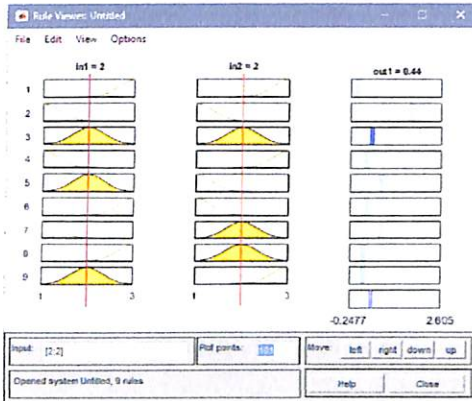 Rule Viewer: Untitled
File Edit View Options
in1 = 2
in2 = 2
out1 = 0.44
1
2
3
4
5
6
7
8
9
1 3
1 3
-0.2477 2.605
Input: [2;2]
Plot points: 101
Move: left right down up
Opened system Untitled, 9 rules
Help Close